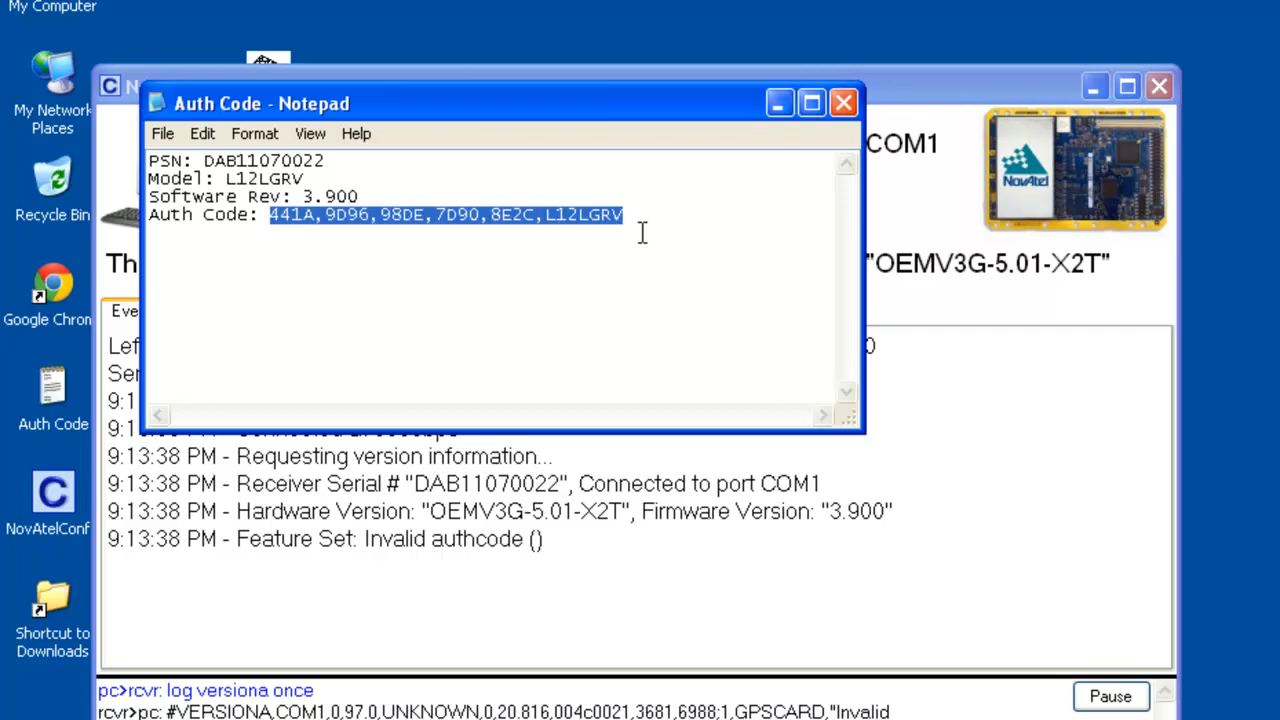 My Computer
My Network
Places
Recycle Bin
Google Chron
Auth Code
NovAtelConf
Shortcut to
Downloads
C N
Auth Code - Notepad
File Edit Format View Help
PSN: DAB11070022
Model: L12LGRV
Software Rev: 3.900
Auth Code: 441A,9D96,98DE,7D90,8E2C,L12LGRV
COM1
NovAtel
Th
"OEMV3G-5.01-X2T"
Eve
Lef
0
Ser
9:1
9:1
9:13:38 PM - Requesting version information...
9:13:38 PM - Receiver Serial # "DAB11070022", Connected to port COM1
9:13:38 PM - Hardware Version: "OEMV3G-5.01-X2T", Firmware Version: "3.900"
9:13:38 PM - Feature Set: Invalid authcode ()
pc>rcvr: log versiona once
Pause
rcvr>pc: #VERSIONA,COM1,0,97.0,UNKNOWN,0,20.816,004c0021,3681,6988;1,GPSCARD,"Invalid